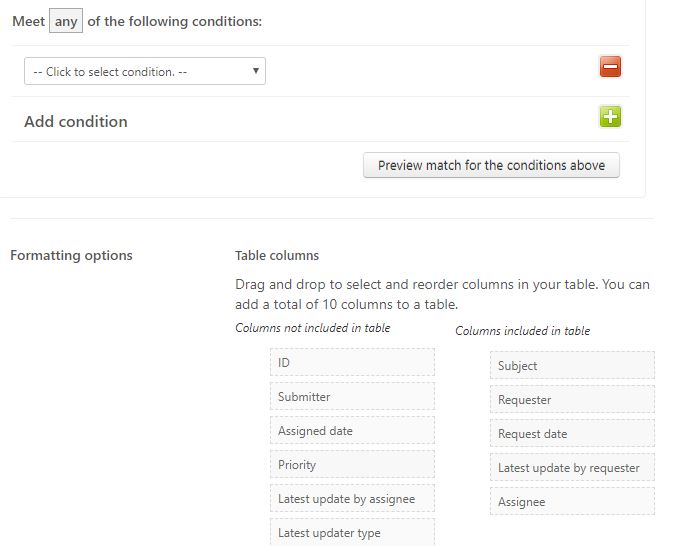 Meet any of the following conditions:
-- Click to select condition. --
Add condition
Preview match for the conditions above
Formatting options
Table columns
Drag and drop to select and reorder columns in your table. You can
add a total of 10 columns to a table.
Columns not included in table
ID
Submitter
Assigned date
Priority
Latest update by assignee
Latest updater type
Columns included in table
Subject
Requester
Request date
Latest update by requester
Assignee